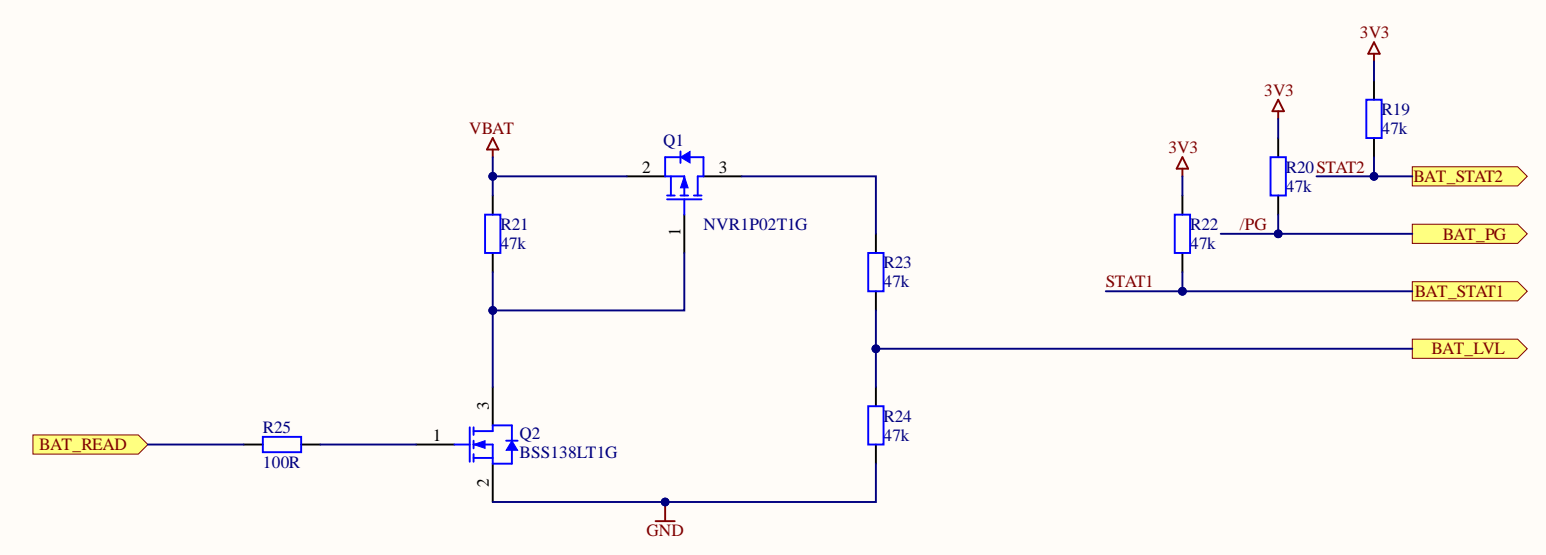 3V3
3V3
R19
47k
VBAT
Q1
3V3
2
3
R20
47k
STAT2
BAT_STAT2
R21
47k
1
NVR1P02T1G
R22
47k
/PG
BAT_PG
R23
47k
STAT1
BAT_STAT1
BAT_LVL
3
R24
47k
BAT_READ
R25
100R
1
Q2
BSS138LT1G
2
GND